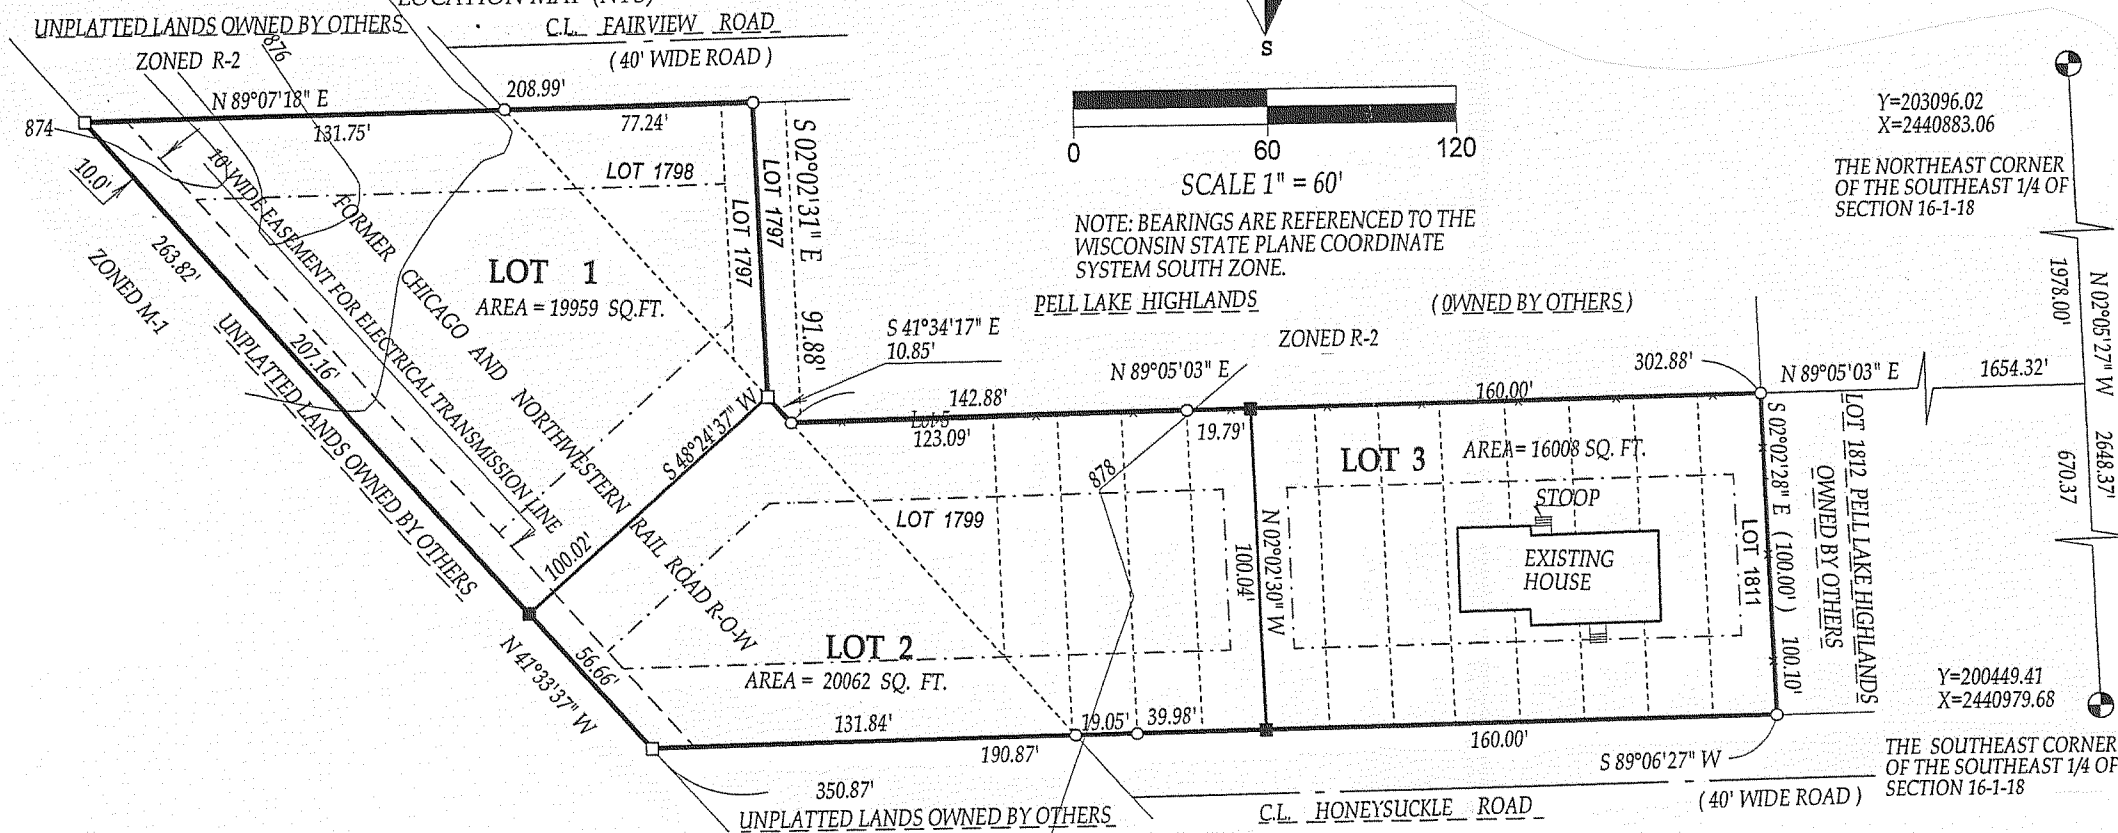 LOCATION MAP (NTS)
UNPLATTED LANDS OWNED BY OTHERS
C.L. FAIRVIEW ROAD
(40' WIDE ROAD)
ZONED R-2
876
S
N 89°07'18" E
208.99'
131.75'
77.24'
874
10.0'
10' WIDE EASEMENT FOR ELECTRICAL TRANSMISSION LINE
FORMER CHICAGO AND NORTHWESTERN RAIL ROAD R-O-W
LOT 1798
LOT 1797
LOT 1797
S 02°02'31" E 91.88'
LOT 1
AREA = 19959 SQ.FT.
263.82'
ZONED M-1
207.16'
UNPLATTED LANDS OWNED BY OTHERS
0 60 120
SCALE 1" = 60'
NOTE: BEARINGS ARE REFERENCED TO THE
WISCONSIN STATE PLANE COORDINATE
SYSTEM SOUTH ZONE.
PELL LAKE HIGHLANDS
(OWNED BY OTHERS)
ZONED R-2
Y=203096.02
X=2440883.06
THE NORTHEAST CORNER
OF THE SOUTHEAST 1/4 OF
SECTION 16-1-18
1978.00'
N 02°05'27" W 2648.37'
670.37
S 41°34'17" E
10.85'
N 89°05'03" E
302.88'
N 89°05'03" E
1654.32'
142.88'
160.00'
Lot 5
123.09'
19.79'
S 48°24'37" W
100.02'
878
LOT 3
AREA= 16008 SQ. FT.
STOOP
EXISTING
HOUSE
LOT 1799
N 02°02'30" W
100.04'
LOT 1811
S 02°02'28" E (100.00') 100.10'
LOT 1812 PELL LAKE HIGHLANDS
OWNED BY OTHERS
LOT 2
AREA = 20062 SQ. FT.
56.66'
N 41°33'37" W
131.84'
19.05'
39.98'
190.87'
160.00'
S 89°06'27" W
350.87'
UNPLATTED LANDS OWNED BY OTHERS
C.L. HONEYSUCKLE ROAD
(40' WIDE ROAD)
Y=200449.41
X=2440979.68
THE SOUTHEAST CORNER
OF THE SOUTHEAST 1/4 OF
SECTION 16-1-18